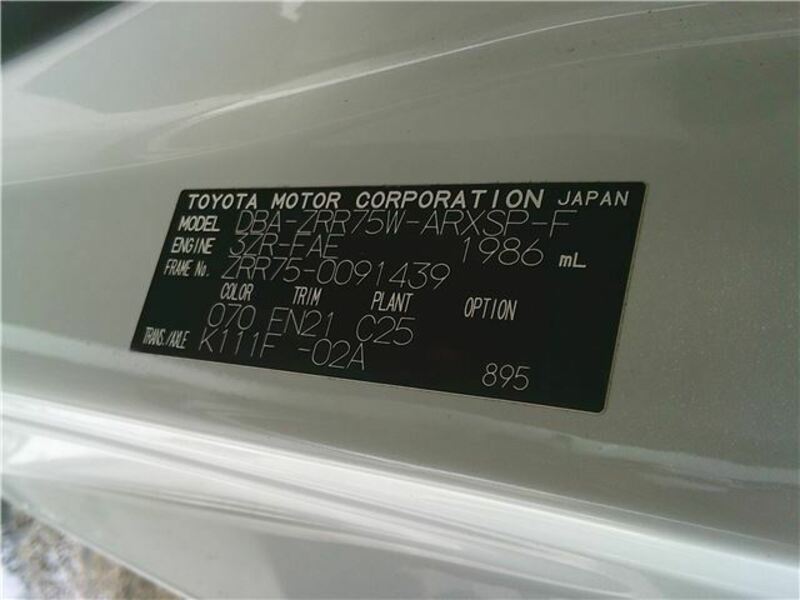 TOYOTA MOTOR CORPORATION JAPAN
MODEL DBA-ZRR75W-ARXSP-F
ENGINE 3ZR-FAE 1986 mL
FRAME No. ZRR75-0091439
COLOR TRIM PLANT OPTION
070 FN21 C25
TRANS./AXLE K111F -02A 895